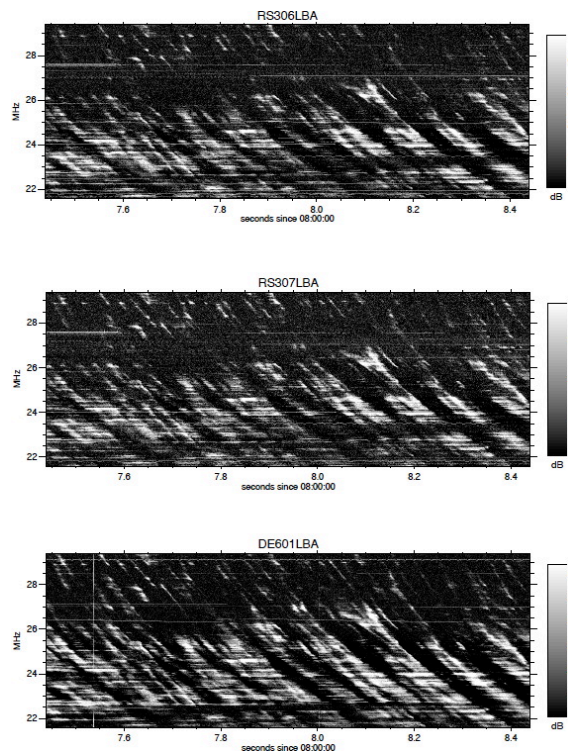 RS306LBA
28
26
24
22
MHz
7.6
7.8
8.0
8.2
8.4
seconds since 08:00:00
dB
RS307LBA
28
26
24
22
MHz
7.6
7.8
8.0
8.2
8.4
seconds since 08:00:00
dB
DE601LBA
28
26
24
22
MHz
7.6
7.8
8.0
8.2
8.4
seconds since 08:00:00
dB